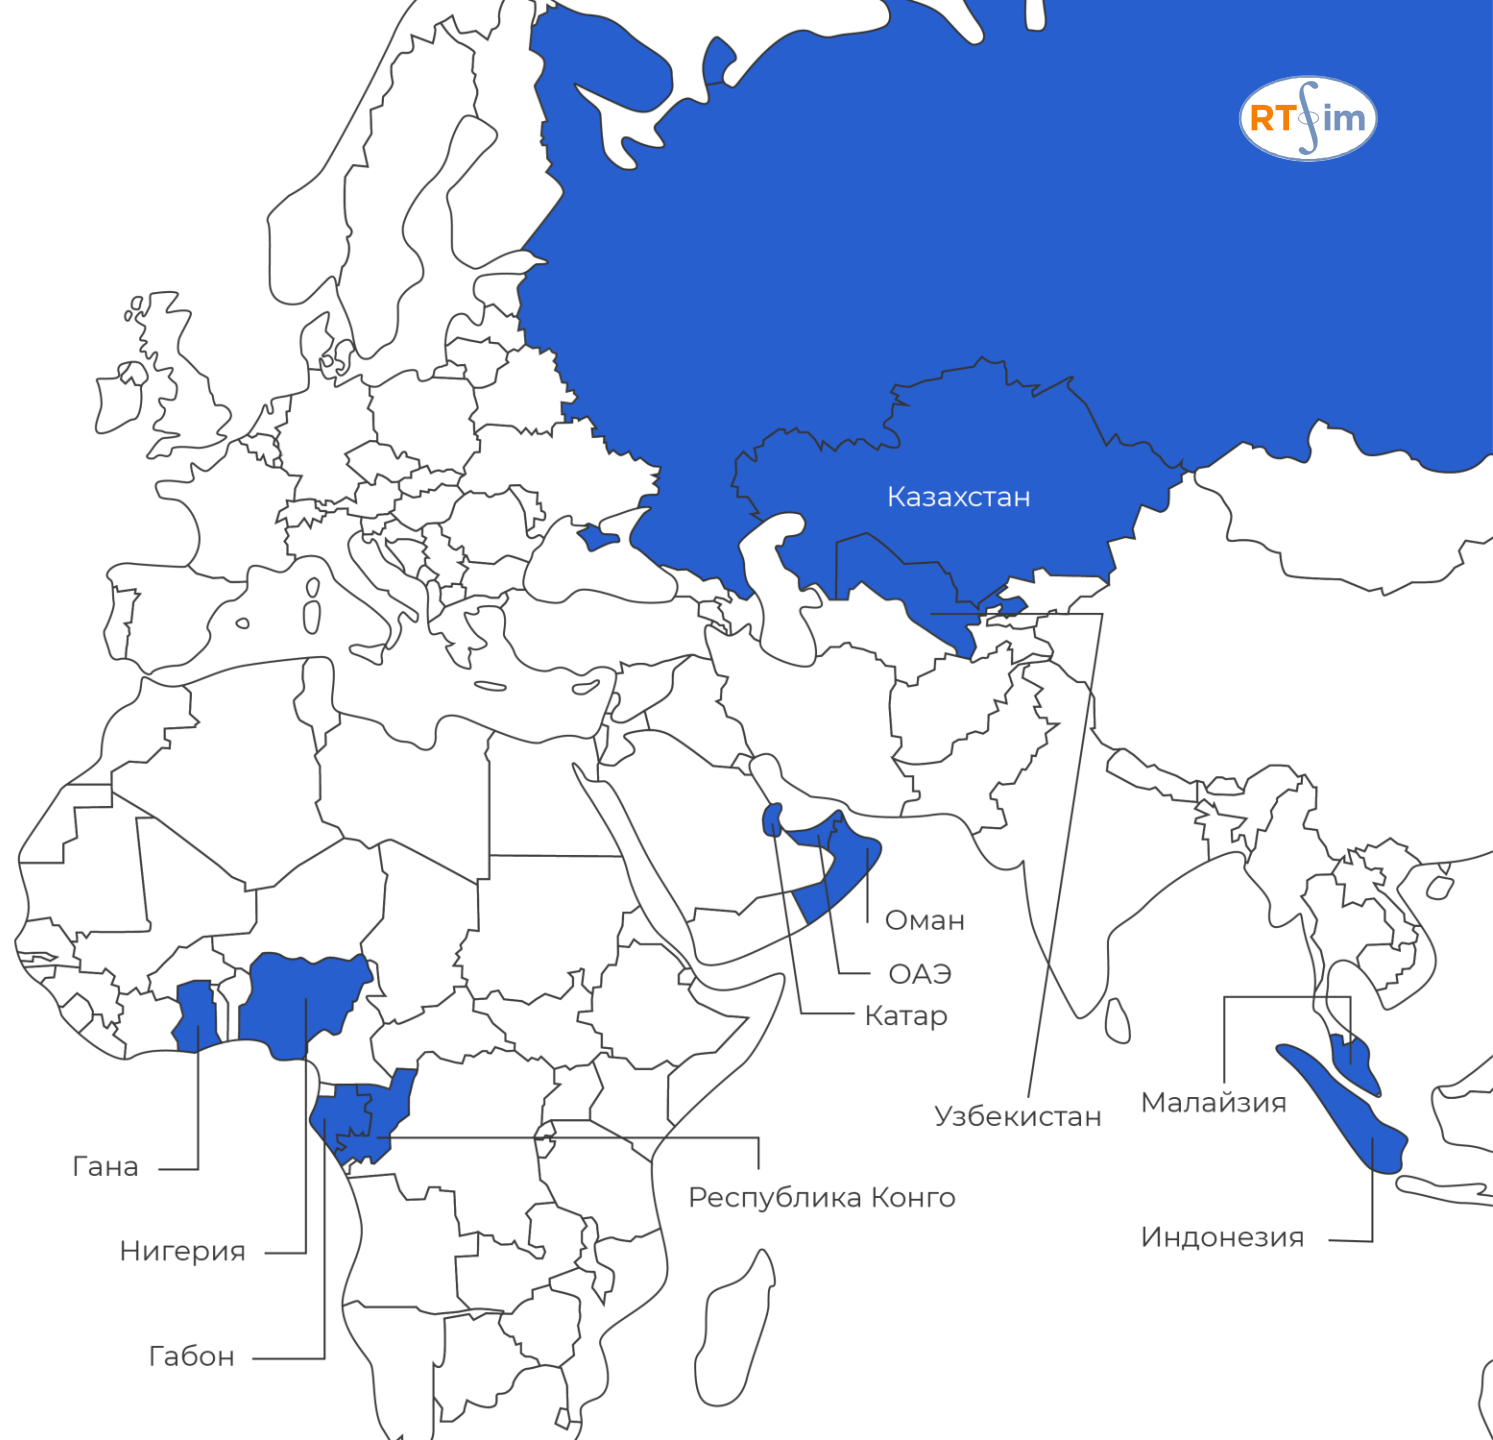 RTSim
Казахстан
Оман
ОАЭ
Катар
Узбекистан
Малайзия
Гана
Республика Конго
Индонезия
Нигерия
Габон